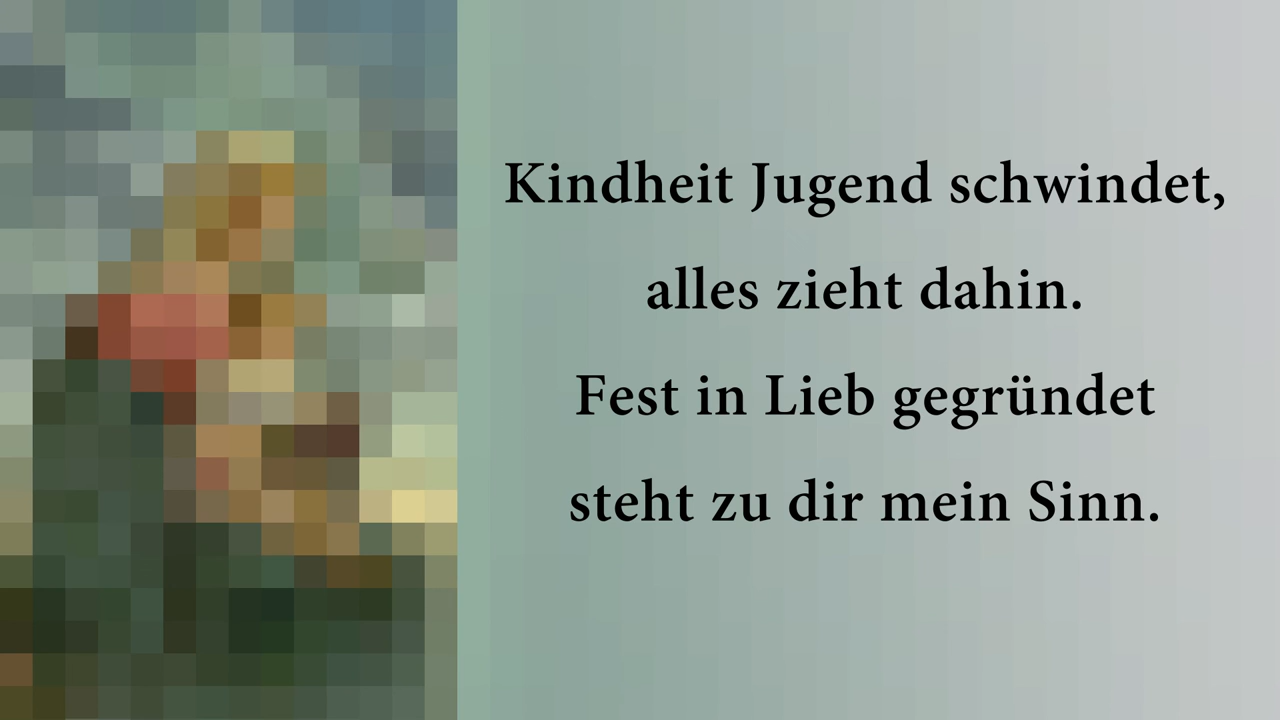 Kindheit Jugend schwindet,
alles zieht dahin.
Fest in Lieb gegründet
steht zu dir mein Sinn.